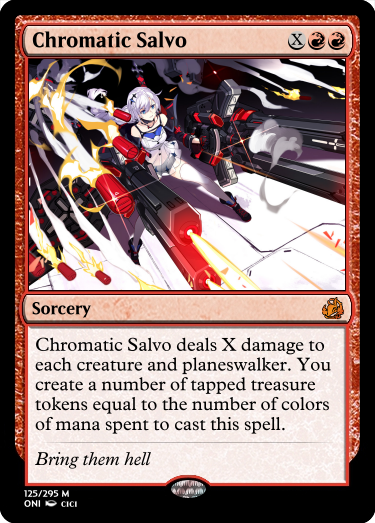 Chromatic Salvo X
Sorcery
Chromatic Salvo deals X damage to
each creature and planeswalker. You
create a number of tapped treasure
tokens equal to the number of colors
of mana spent to cast this spell.
Bring them hell
125/295 M
ONI CICI